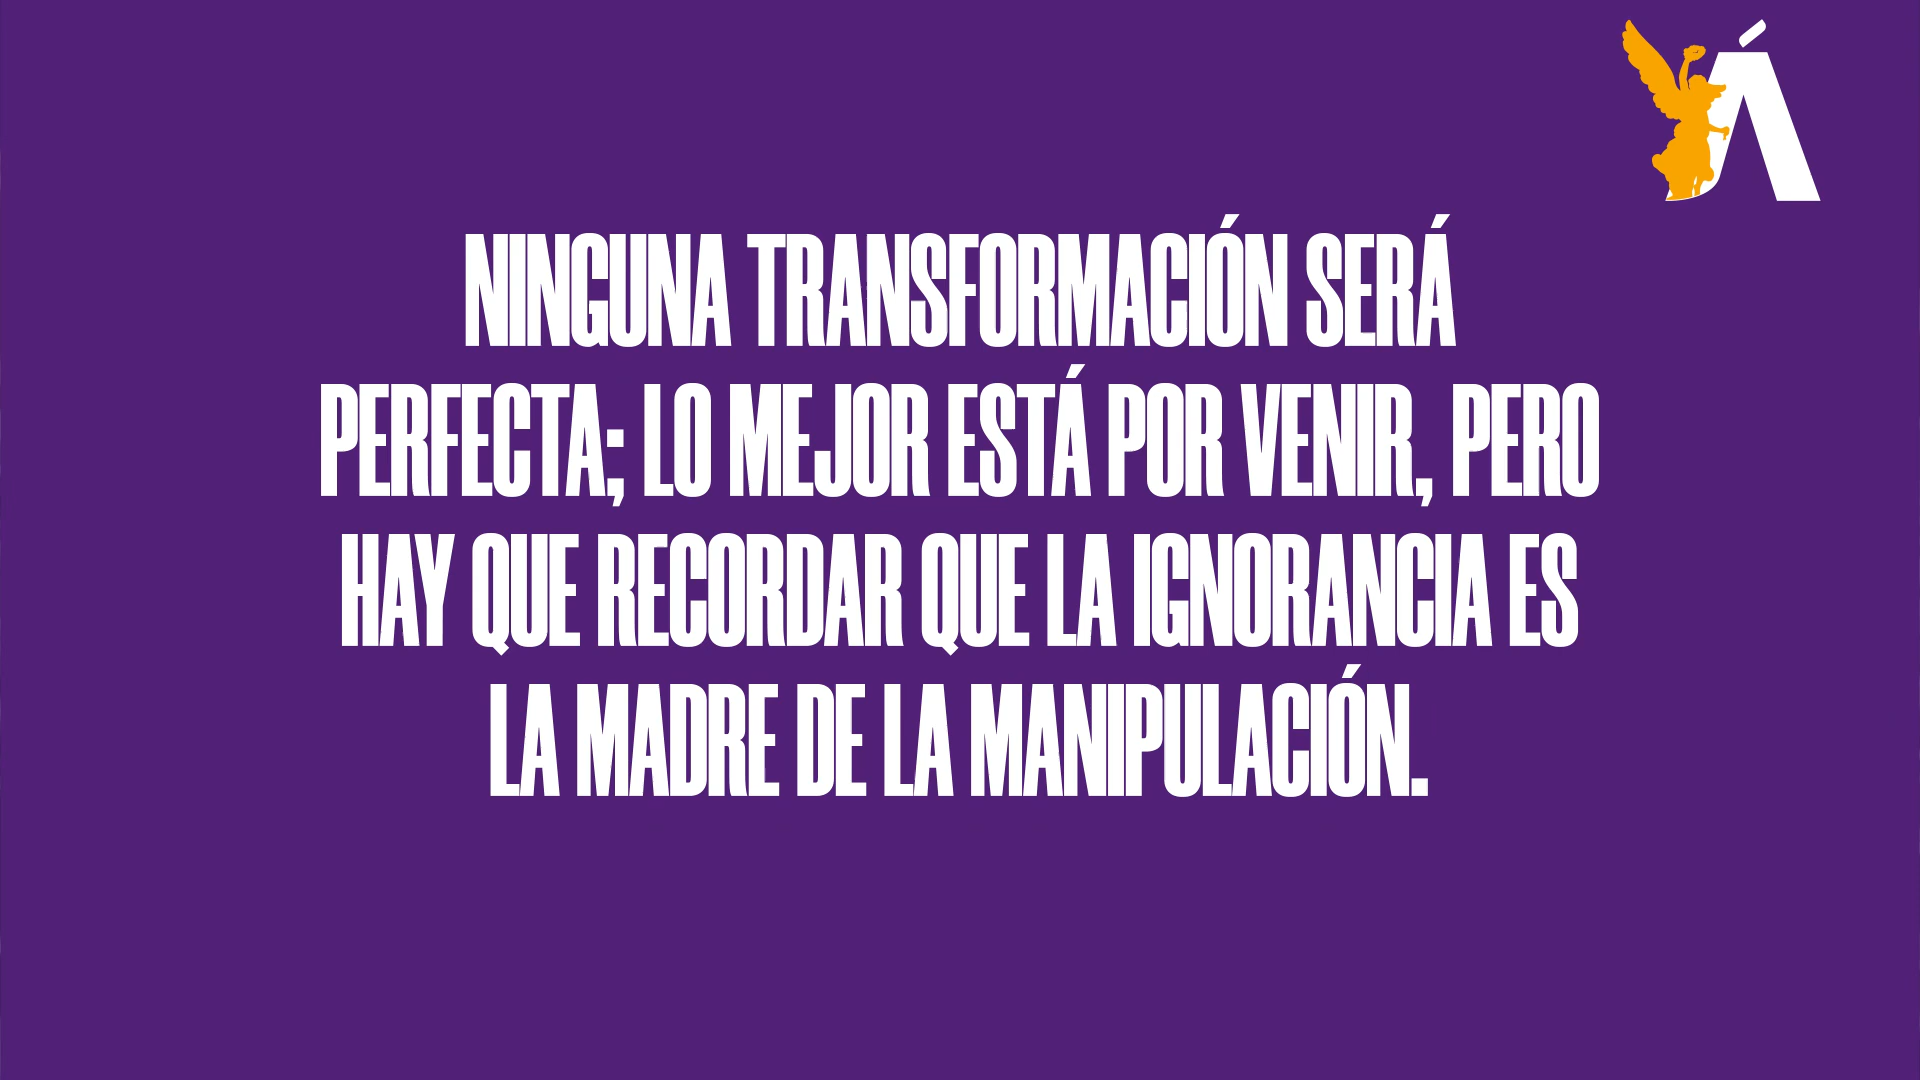 Á
NINGUNA TRANSFORMACIÓN SERÁ
PERFECTA; LO MEJOR ESTÁ POR VENIR, PERO
HAY QUE RECORDAR QUE LA IGNORANCIA ES
LA MADRE DE LA MANIPULACIÓN.